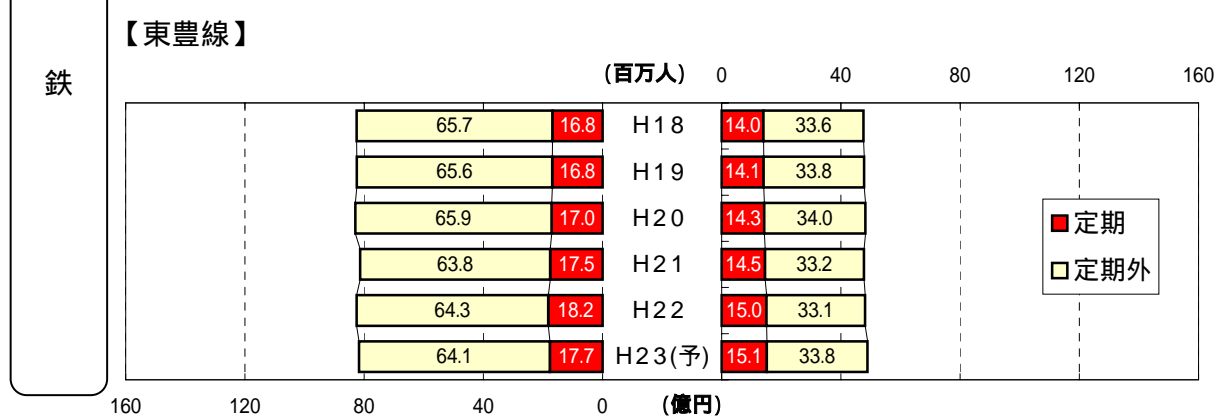 【東豊線】
鉄
(百万人) 0 40 80 120 160
65.7 16.8 H18 14.0 33.6
65.6 16.8 H19 14.1 33.8
65.9 17.0 H20 14.3 34.0
63.8 17.5 H21 14.5 33.2
64.3 18.2 H22 15.0 33.1
64.1 17.7 H23(予) 15.1 33.8
定期
定期外
160 120 80 40 0 (億円)